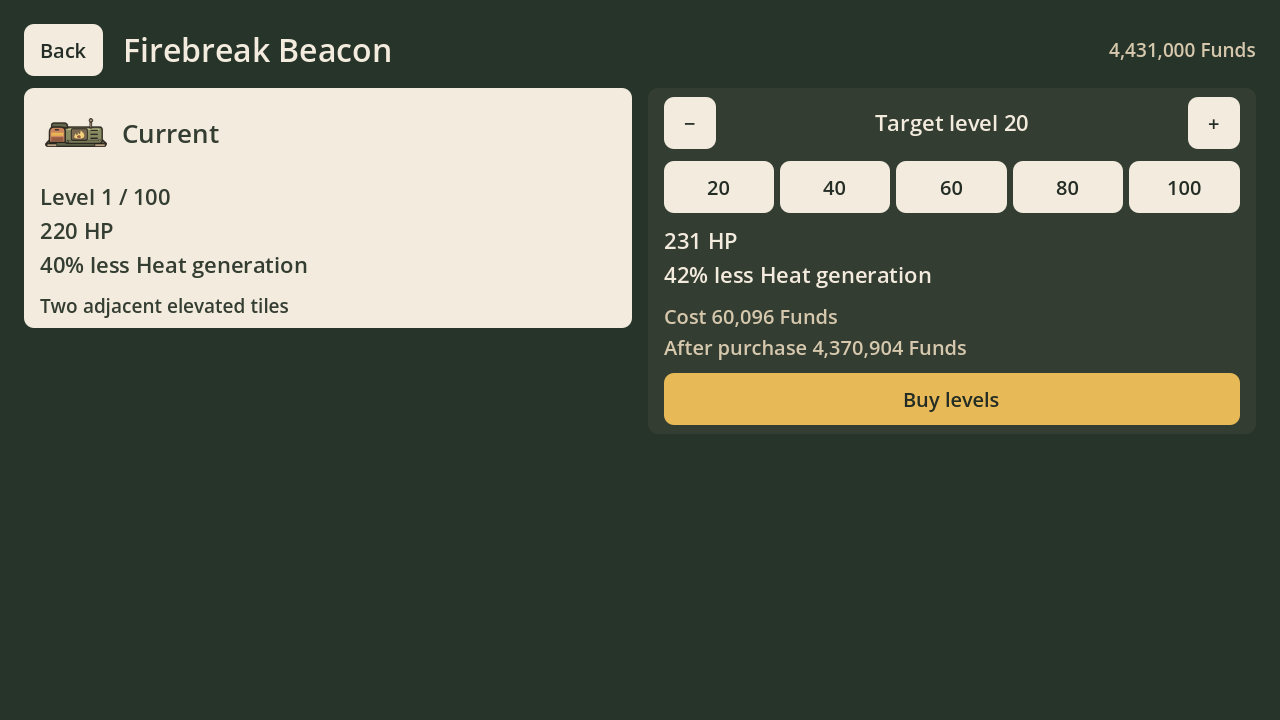 Back
Firebreak Beacon
4,431,000 Funds
Current
Level 1 / 100
220 HP
40% less Heat generation
Two adjacent elevated tiles
−
Target level 20
+
20
40
60
80
100
231 HP
42% less Heat generation
Cost 60,096 Funds
After purchase 4,370,904 Funds
Buy levels